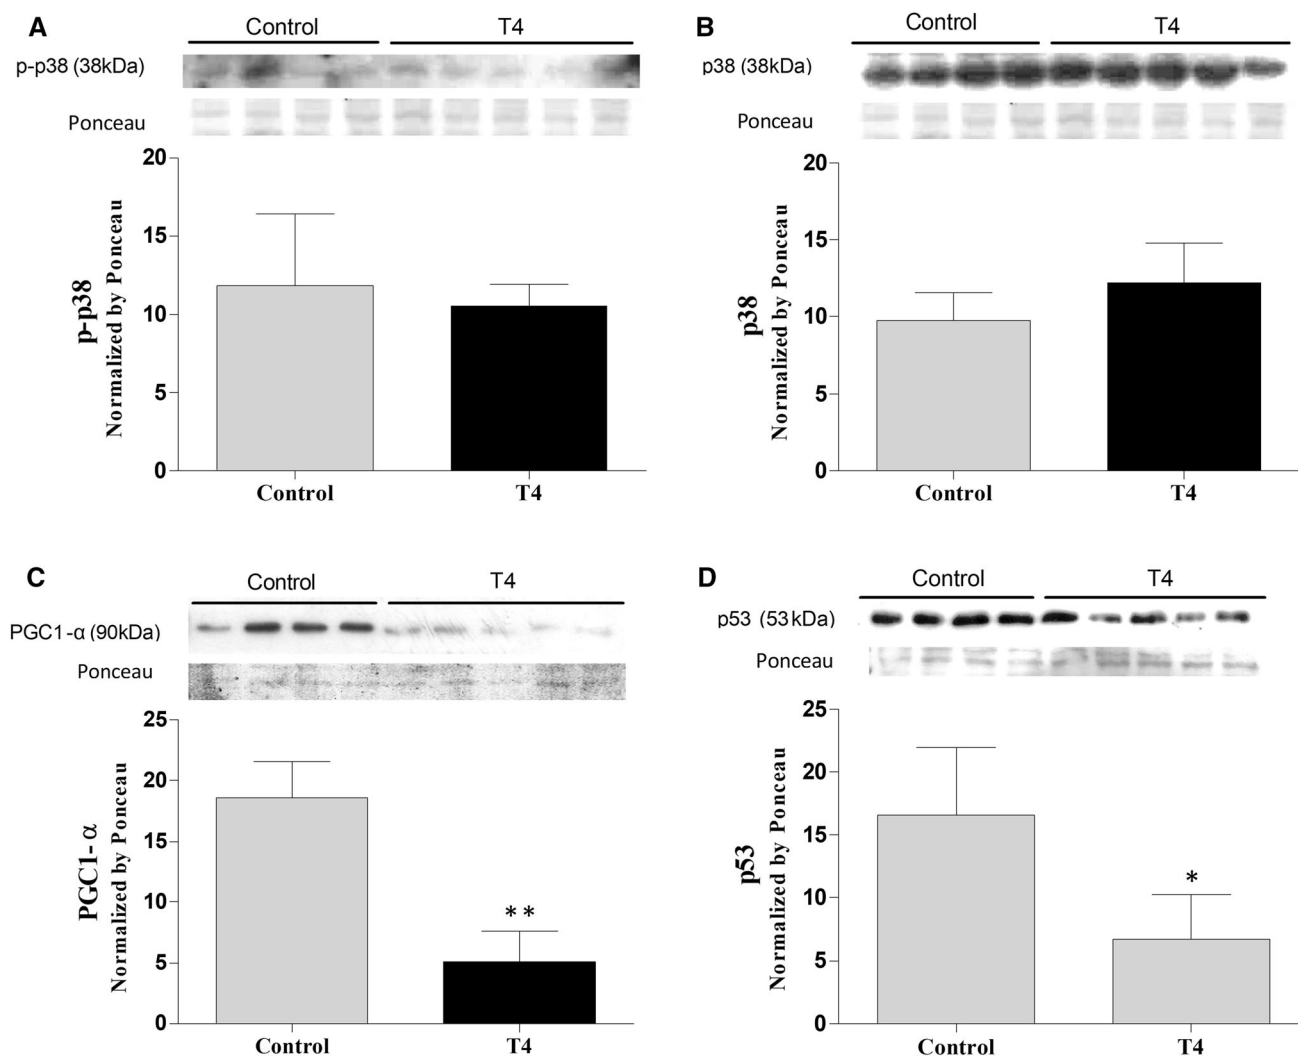 A
Control
T4
p-p38 (38kDa)
Ponceau
p-p38
Normalized by Ponceau
20
15
10
5
0
Control
T4
B
Control
T4
p38 (38kDa)
Ponceau
p38
Normalized by Ponceau
20
15
10
5
0
Control
T4
C
Control
T4
PGC1-α (90kDa)
Ponceau
PGC1-α
Normalized by Ponceau
25
20
15
10
5
0
**
Control
T4
D
Control
T4
p53 (53kDa)
Ponceau
p53
Normalized by Ponceau
25
20
15
10
5
0
*
Control
T4